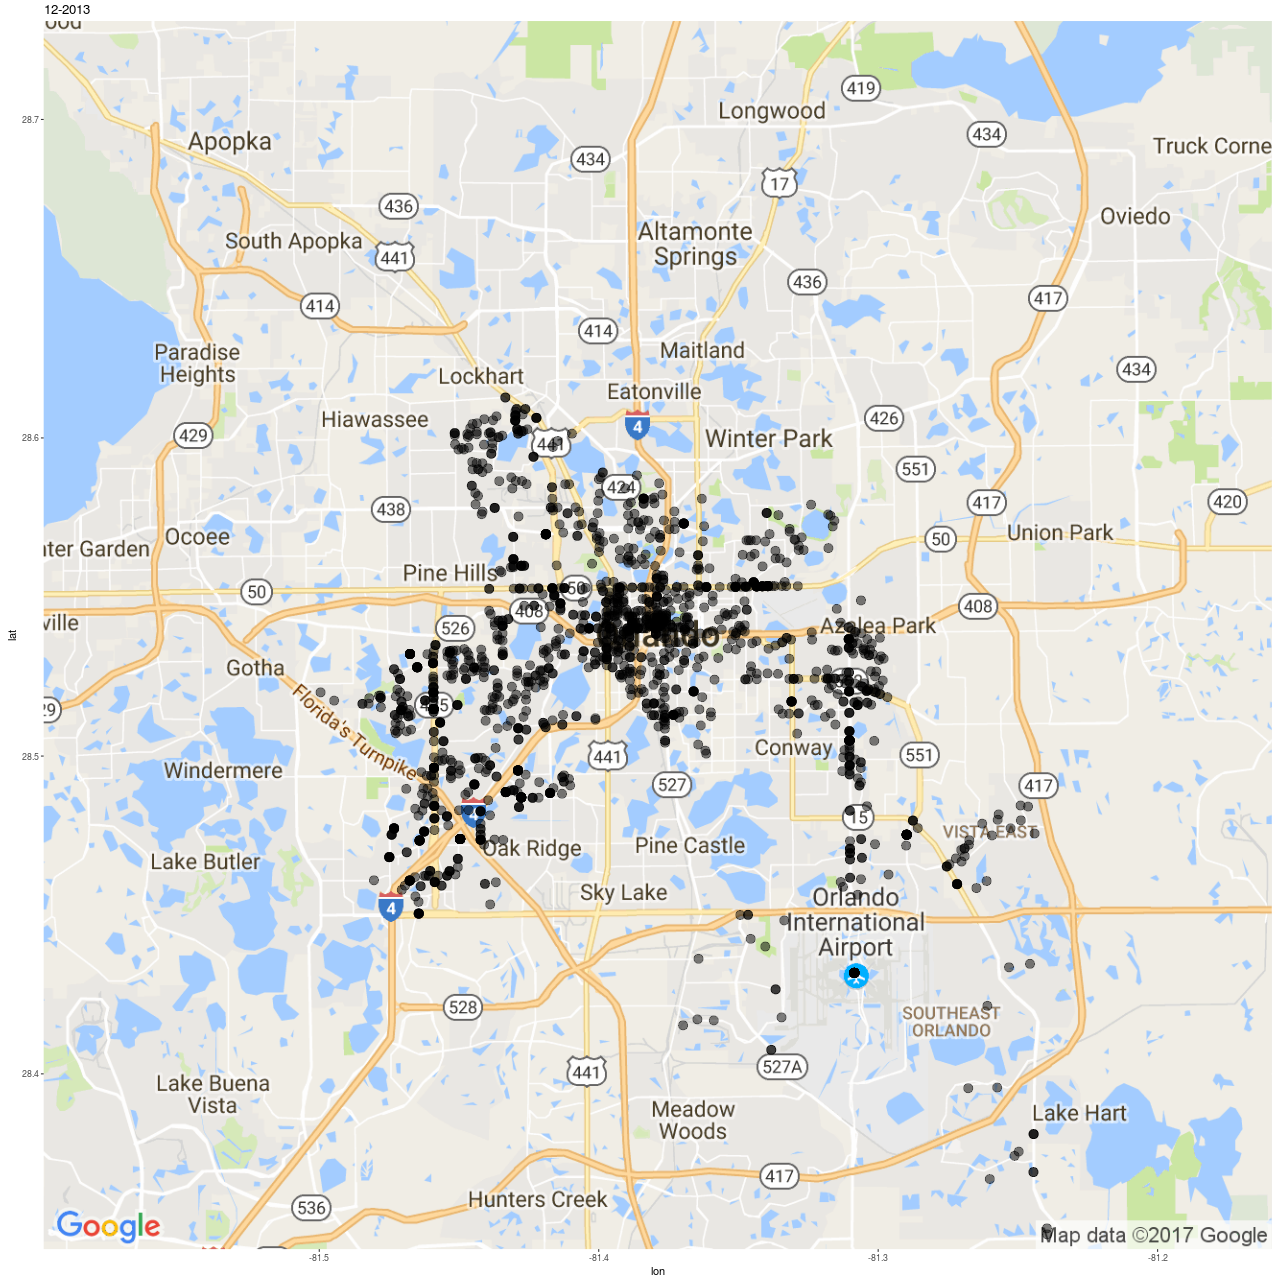 12-2013
ood
419
Longwood
434
Apopka
434
Truck Corne
17
436
Oviedo
South Apopka
Altamonte
Springs
441
436
414
417
414
Paradise
Heights
Maitland
434
Lockhart
Eatonville
Hiawassee
4
426
429
441
Winter Park
551
424
438
417
420
Ocoee
Union Park
50
ater Garden
Pine Hills
50
50
408
408
ville
526
Orlando
Azalea Park
Gotha
Florida's Turnpike
29
Conway
441
551
Windermere
527
417
4
15
VISTA EAST
Lake Butler
Oak Ridge
Pine Castle
Sky Lake
4
Orlando
International
Airport
528
SOUTHEAST
ORLANDO
441
527A
Lake Buena
Vista
Meadow
Woods
Lake Hart
417
Hunters Creek
536
Google
Map data ©2017 Google
28.7
28.6
28.5
28.4
lat
-81.5
-81.4
-81.3
-81.2
lon